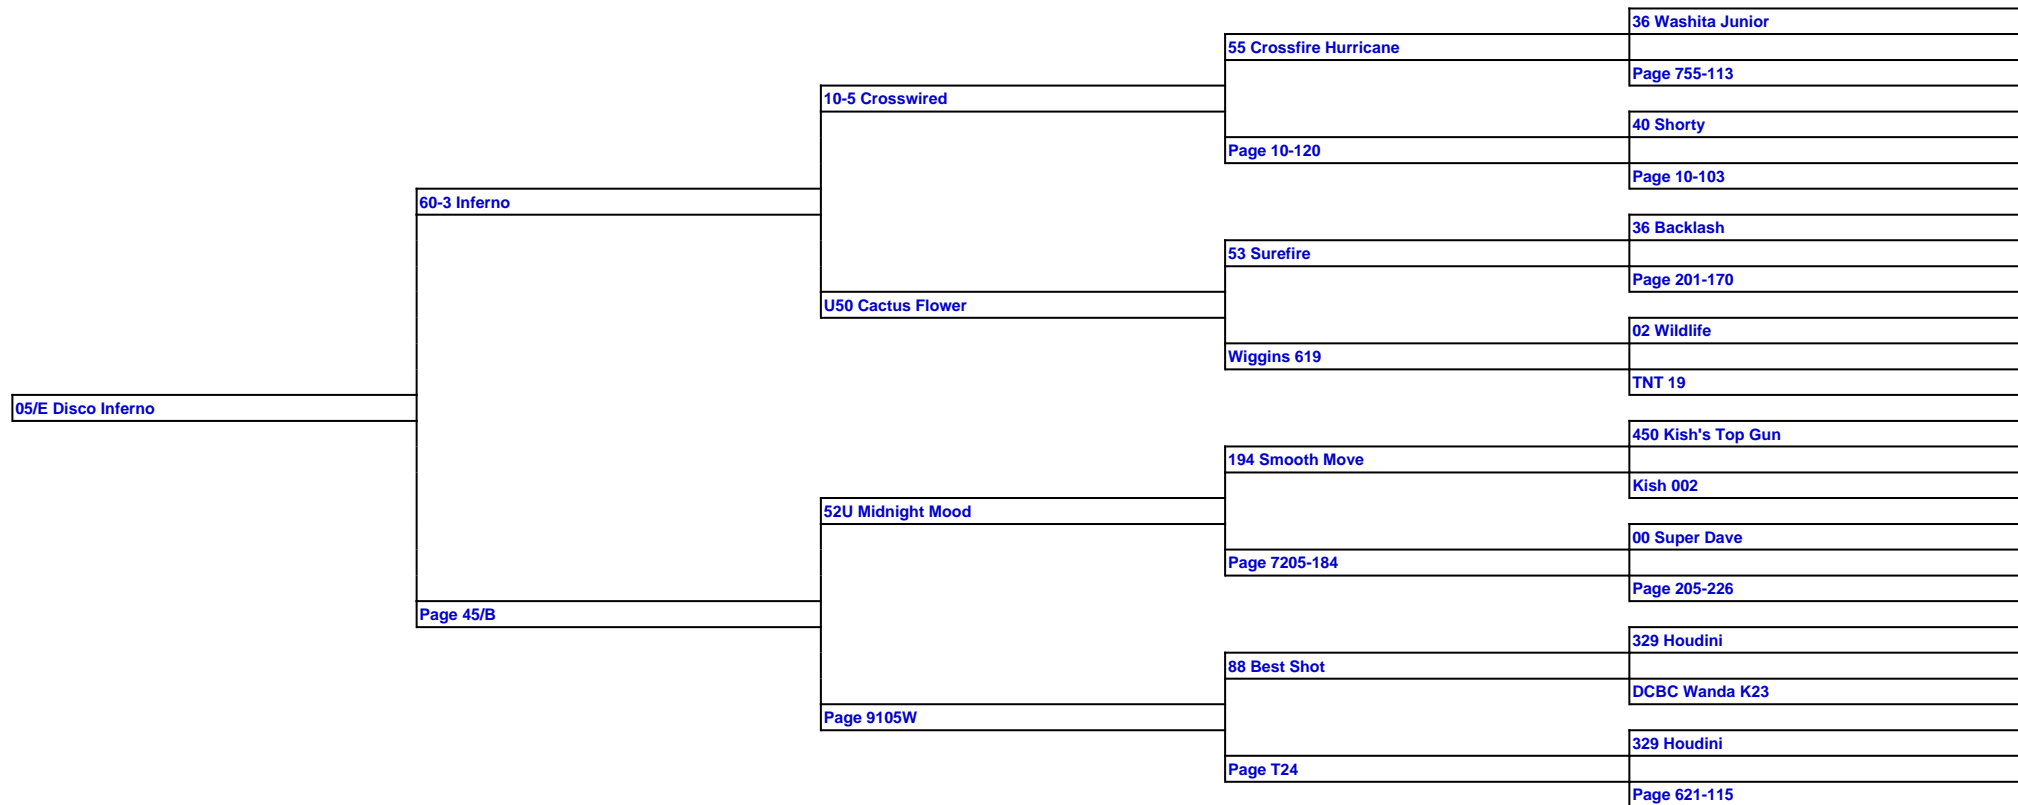 36 Washita Junior
55 Crossfire Hurricane
Page 755-113
10-5 Crosswired
40 Shorty
Page 10-120
Page 10-103
60-3 Inferno
36 Backlash
53 Surefire
Page 201-170
U50 Cactus Flower
02 Wildlife
Wiggins 619
TNT 19
05/E Disco Inferno
450 Kish's Top Gun
194 Smooth Move
Kish 002
52U Midnight Mood
00 Super Dave
Page 7205-184
Page 205-226
Page 45/B
329 Houdini
88 Best Shot
DCBC Wanda K23
Page 9105W
329 Houdini
Page T24
Page 621-115